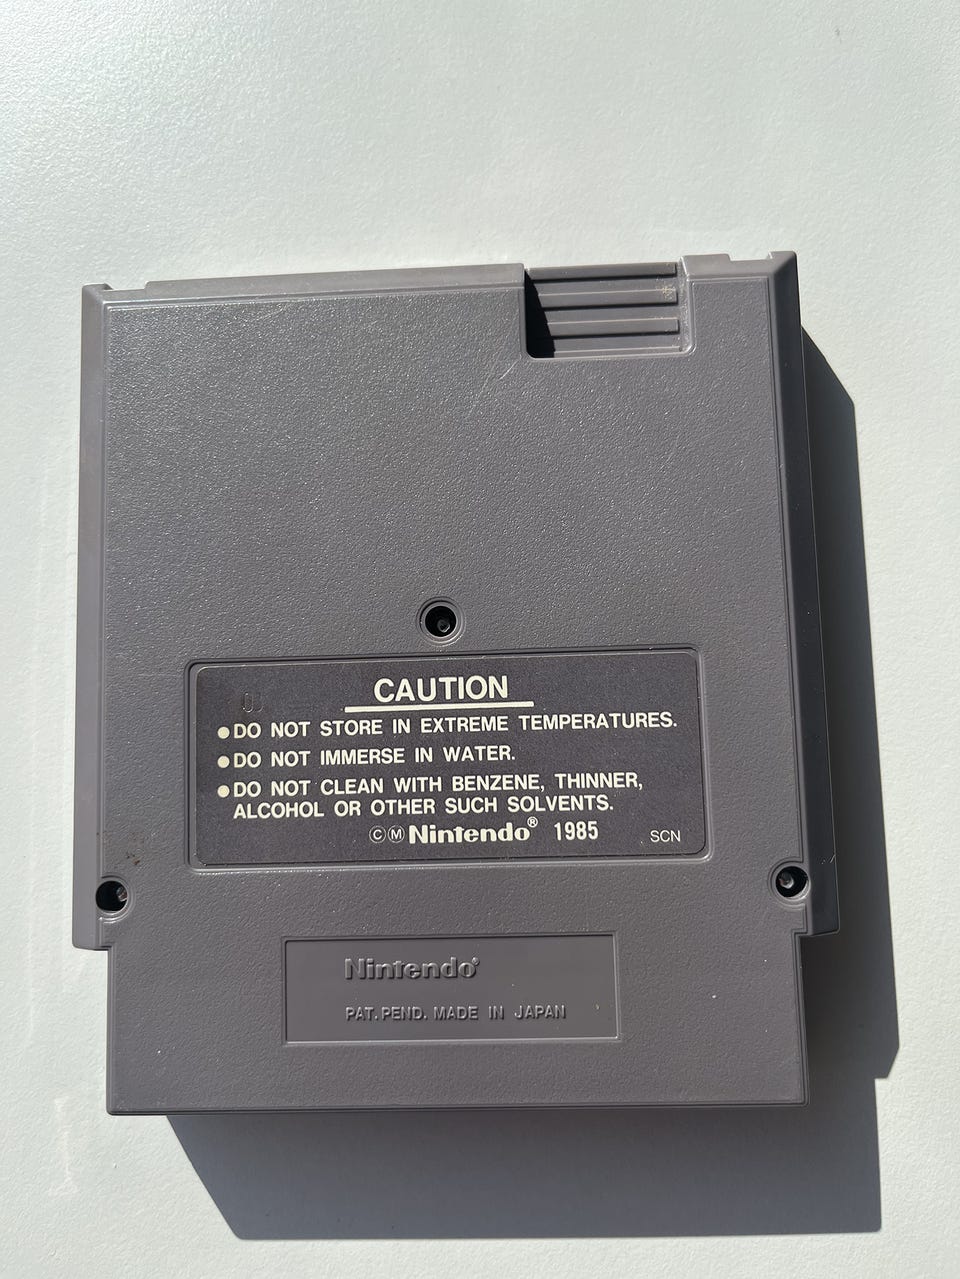 CAUTION
●DO NOT STORE IN EXTREME TEMPERATURES.
●DO NOT IMMERSE IN WATER.
●DO NOT CLEAN WITH BENZENE, THINNER,
ALCOHOL OR OTHER SUCH SOLVENTS.
ⒸⓂ Nintendo® 1985 SCN
Nintendo®
PAT. PEND. MADE IN JAPAN